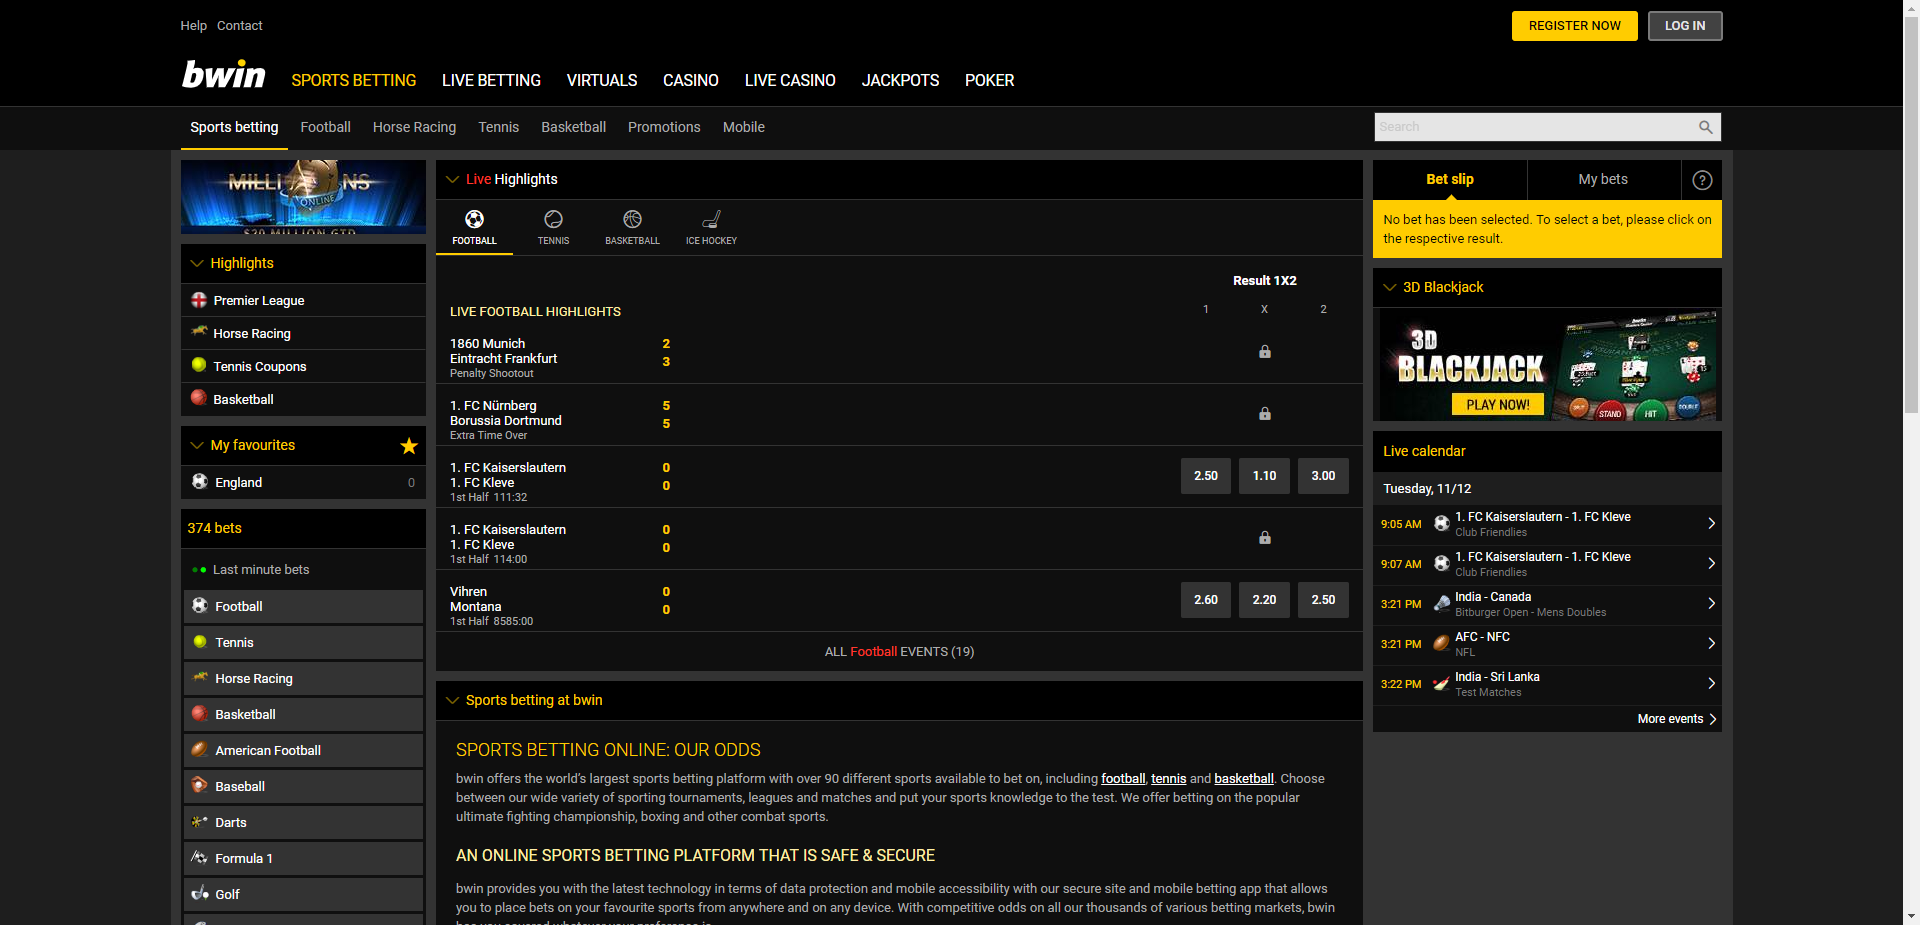 Help Contact
REGISTER NOW LOG IN
bwin SPORTS BETTING LIVE BETTING VIRTUALS CASINO LIVE CASINO JACKPOTS POKER
Sports betting Football Horse Racing Tennis Basketball Promotions Mobile
Search
MILLIONS
ONLINE
$20 MILLION GTD
Highlights
Premier League
Horse Racing
Tennis Coupons
Basketball
My favourites
England 0
374 bets
Last minute bets
Football
Tennis
Horse Racing
Basketball
American Football
Baseball
Darts
Formula 1
Golf
Live Highlights
FOOTBALL TENNIS BASKETBALL ICE HOCKEY
Result 1X2
LIVE FOOTBALL HIGHLIGHTS 1 X 2
1860 Munich 2
Eintracht Frankfurt 3
Penalty Shootout
1. FC Nürnberg 5
Borussia Dortmund 5
Extra Time Over
1. FC Kaiserslautern 0
1. FC Kleve 0
1st Half 111:32
2.50 1.10 3.00
1. FC Kaiserslautern 0
1. FC Kleve 0
1st Half 114:00
Vihren 0
Montana 0
1st Half 8585:00
2.60 2.20 2.50
ALL Football EVENTS (19)
Sports betting at bwin
SPORTS BETTING ONLINE: OUR ODDS
bwin offers the world's largest sports betting platform with over 90 different sports available to bet on, including football, tennis and basketball. Choose
between our wide variety of sporting tournaments, leagues and matches and put your sports knowledge to the test. We offer betting on the popular
ultimate fighting championship, boxing and other combat sports.
AN ONLINE SPORTS BETTING PLATFORM THAT IS SAFE & SECURE
bwin provides you with the latest technology in terms of data protection and mobile accessibility with our secure site and mobile betting app that allows
you to place bets on your favourite sports from anywhere and on any device. With competitive odds on all our thousands of various betting markets, bwin
has you covered whatever your preference is.
Bet slip My bets ?
No bet has been selected. To select a bet, please click on
the respective result.
3D Blackjack
3D
BLACKJACK
PLAY NOW!
SPLIT STAND HIT DOUBLE
Live calendar
Tuesday, 11/12
9:05 AM 1. FC Kaiserslautern - 1. FC Kleve
Club Friendlies
9:07 AM 1. FC Kaiserslautern - 1. FC Kleve
Club Friendlies
3:21 PM India - Canada
Bitburger Open - Mens Doubles
3:21 PM AFC - NFC
NFL
3:22 PM India - Sri Lanka
Test Matches
More events